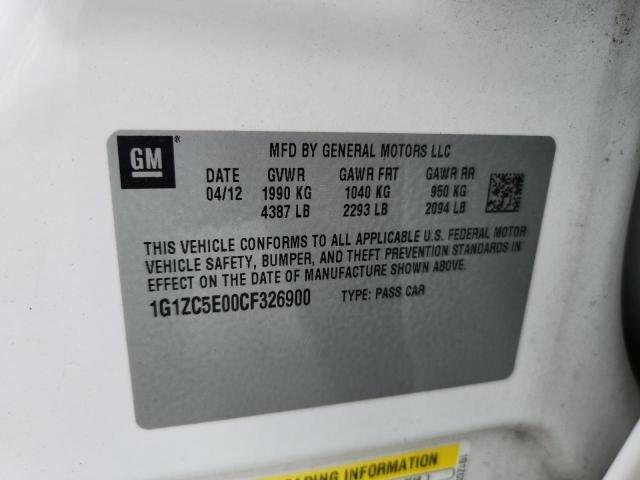 GM
MFD BY GENERAL MOTORS LLC
DATE GVWR GAWR FRT GAWR RR
04/12 1990 KG 1040 KG 950 KG
4387 LB 2293 LB 2094 LB
THIS VEHICLE CONFORMS TO ALL APPLICABLE U.S. FEDERAL MOTOR
VEHICLE SAFETY, BUMPER, AND THEFT PREVENTION STANDARDS IN
EFFECT ON THE DATE OF MANUFACTURE SHOWN ABOVE.
1G1ZC5E00CF326900 TYPE: PASS CAR
ADING INFORMATION